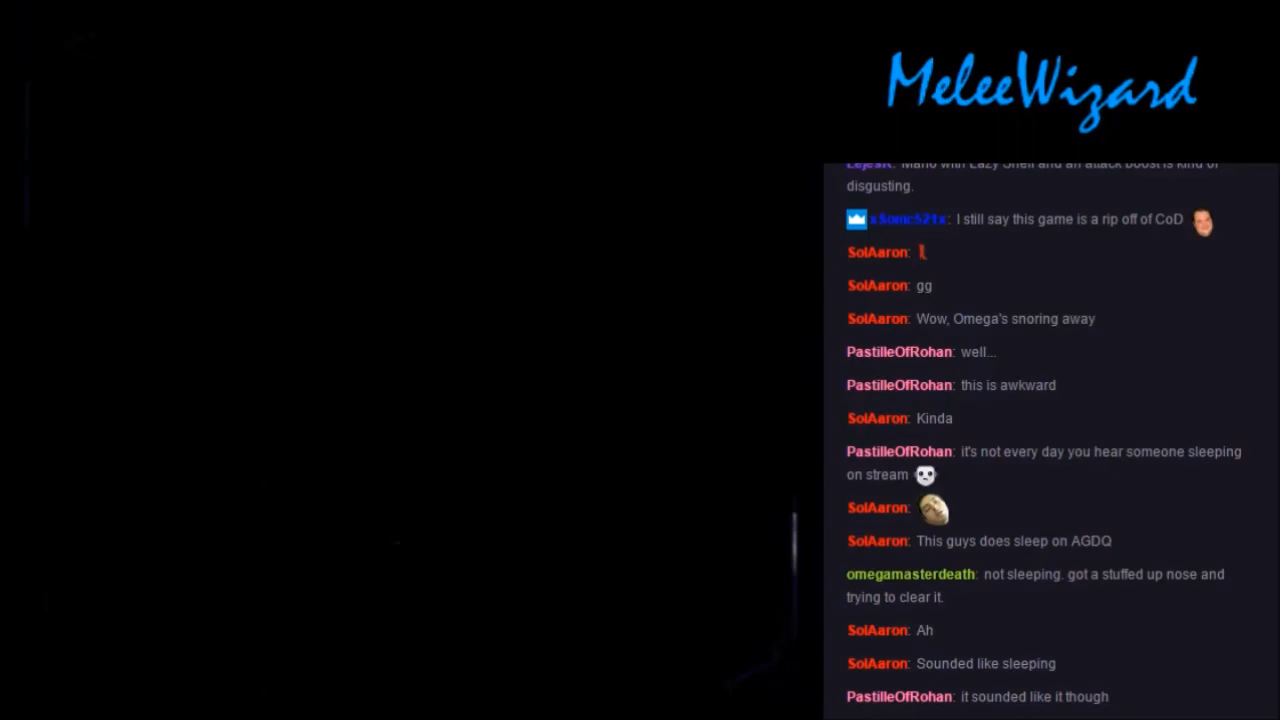 MeleeWizard
LejesK: Mario with Lazy Shell and an attack boost is kind of
disgusting.
: I still say this game is a rip off of CoD
SolAaron:
SolAaron: gg
SolAaron: Wow, Omega's snoring away
PastilleOfRohan: well...
PastilleOfRohan: this is awkward
SolAaron: Kinda
PastilleOfRohan: it's not every day you hear someone sleeping
on stream
SolAaron:
SolAaron: This guys does sleep on AGDQ
omegamasterdeath: not sleeping. got a stuffed up nose and
trying to clear it.
SolAaron: Ah
SolAaron: Sounded like sleeping
PastilleOfRohan: it sounded like it though